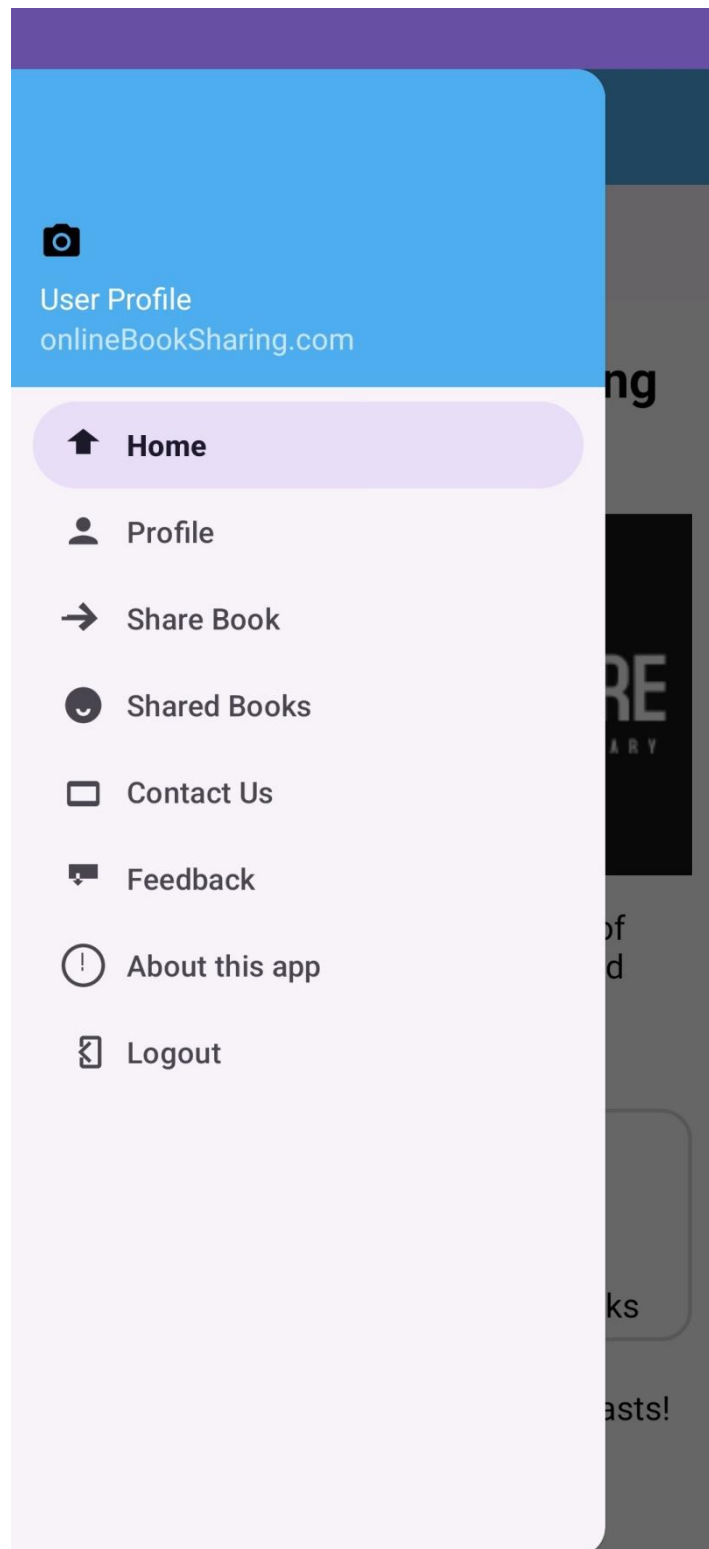 User Profile
onlineBookSharing.com
Home
Profile
Share Book
Shared Books
Contact Us
Feedback
About this app
Logout
ng
RE
ARY
of
d
ks
asts!